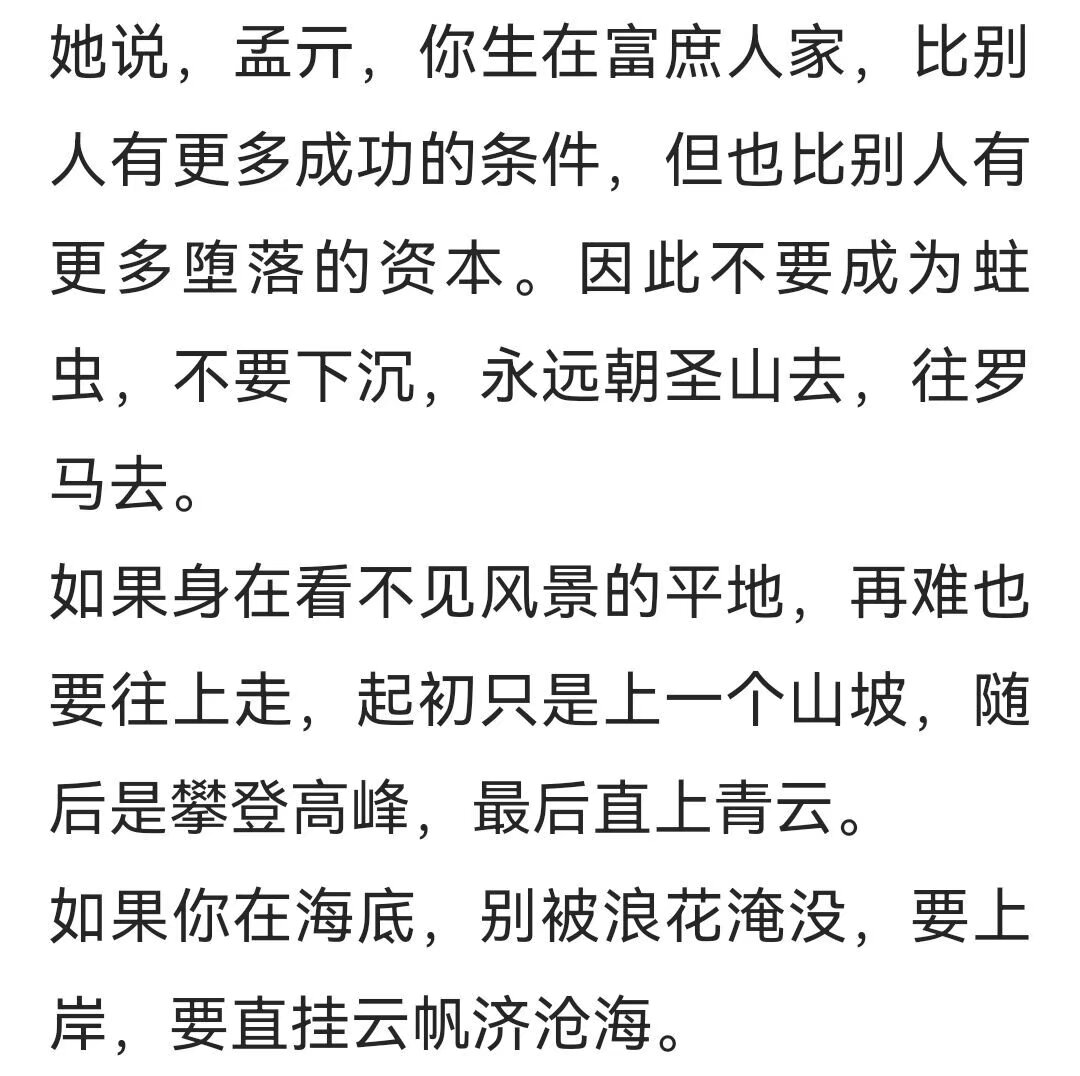 她说，孟亓，你生在富庶人家，比别
人有更多成功的条件，但也比别人有
更多堕落的资本。因此不要成为蛀
虫，不要下沉，永远朝圣山去，往罗
马去。
如果身在看不见风景的平地，再难也
要往上走，起初只是上一个山坡，随
后是攀登高峰，最后直上青云。
如果你在海底，别被浪花淹没，要上
岸，要直挂云帆济沧海。